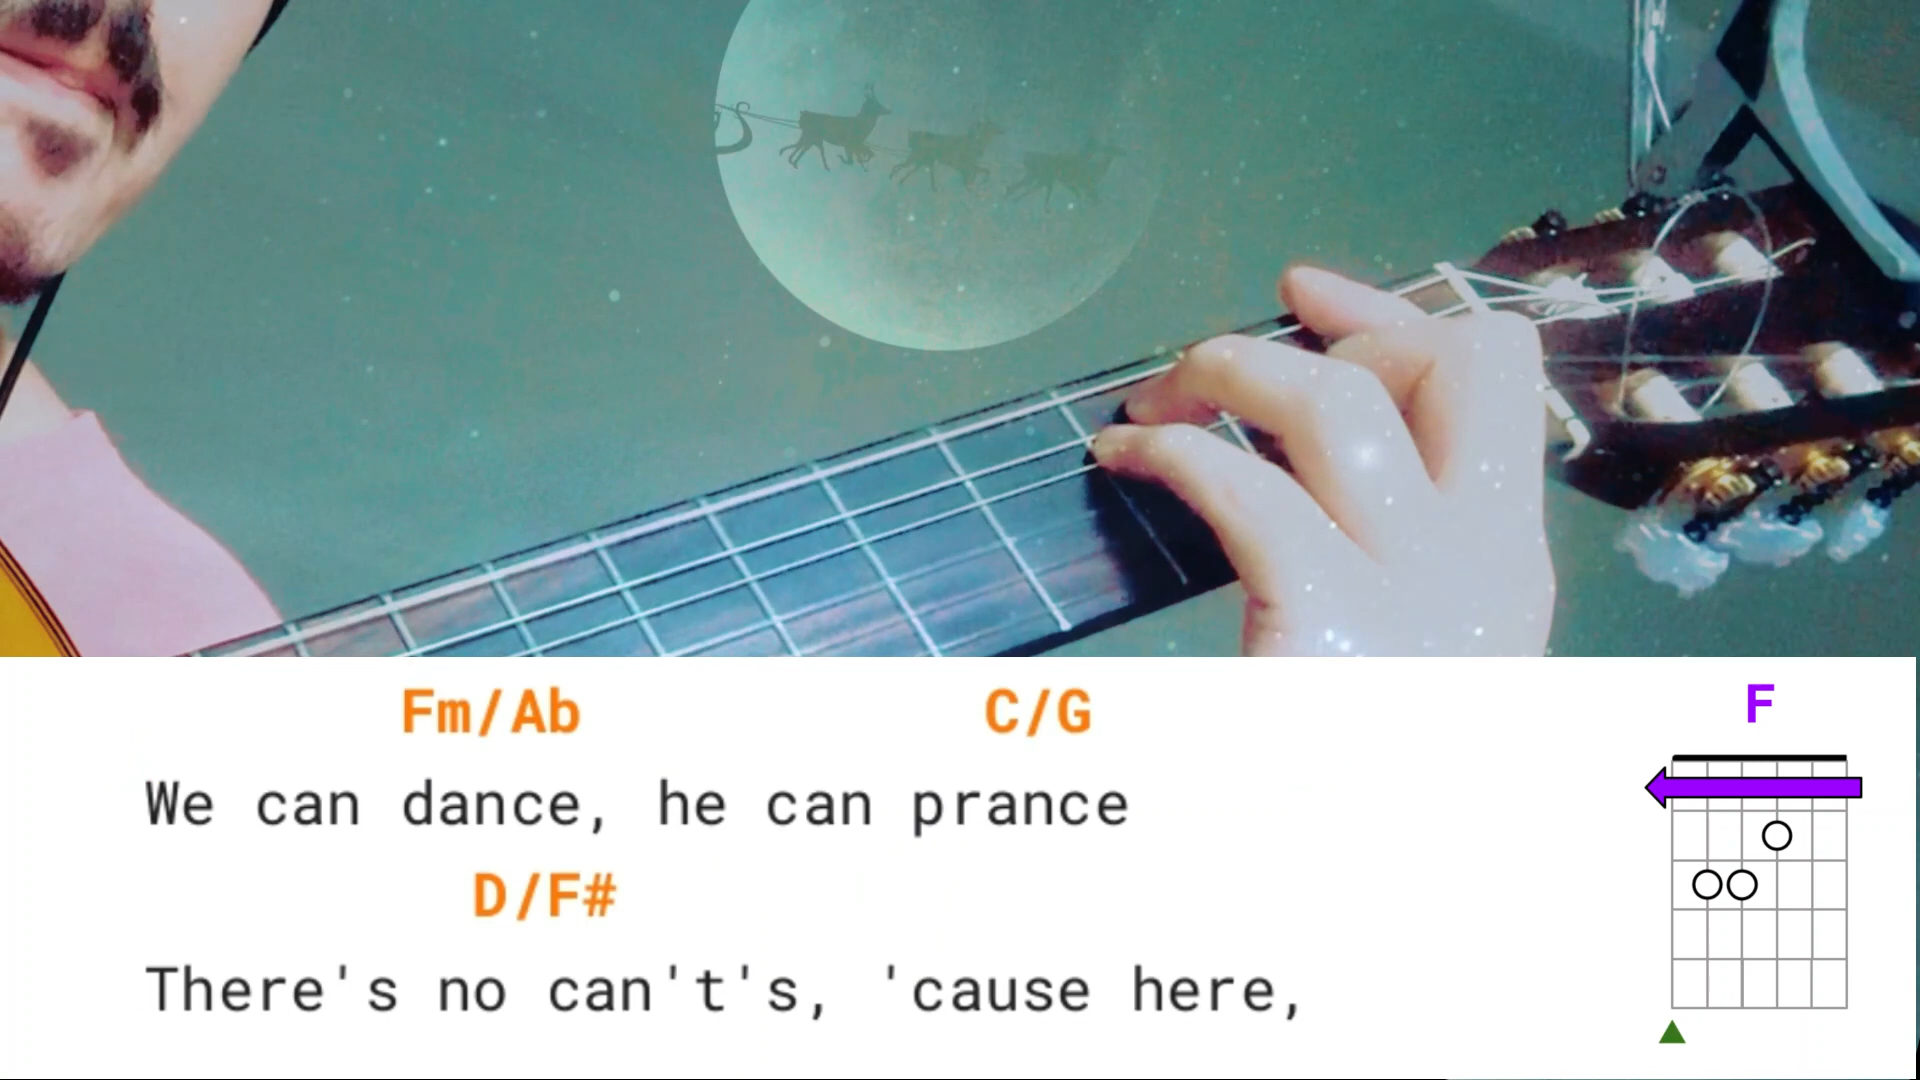 Fm/Ab C/G
We can dance, he can prance
D/F#
There's no can't's, 'cause here,
F